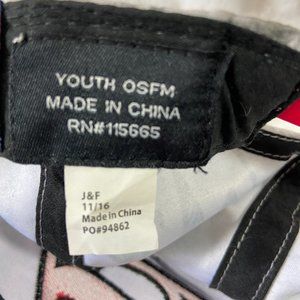 YOUTH OSFM
MADE IN CHINA
RN#115665
J&F
11/16
Made in China
PO#94862